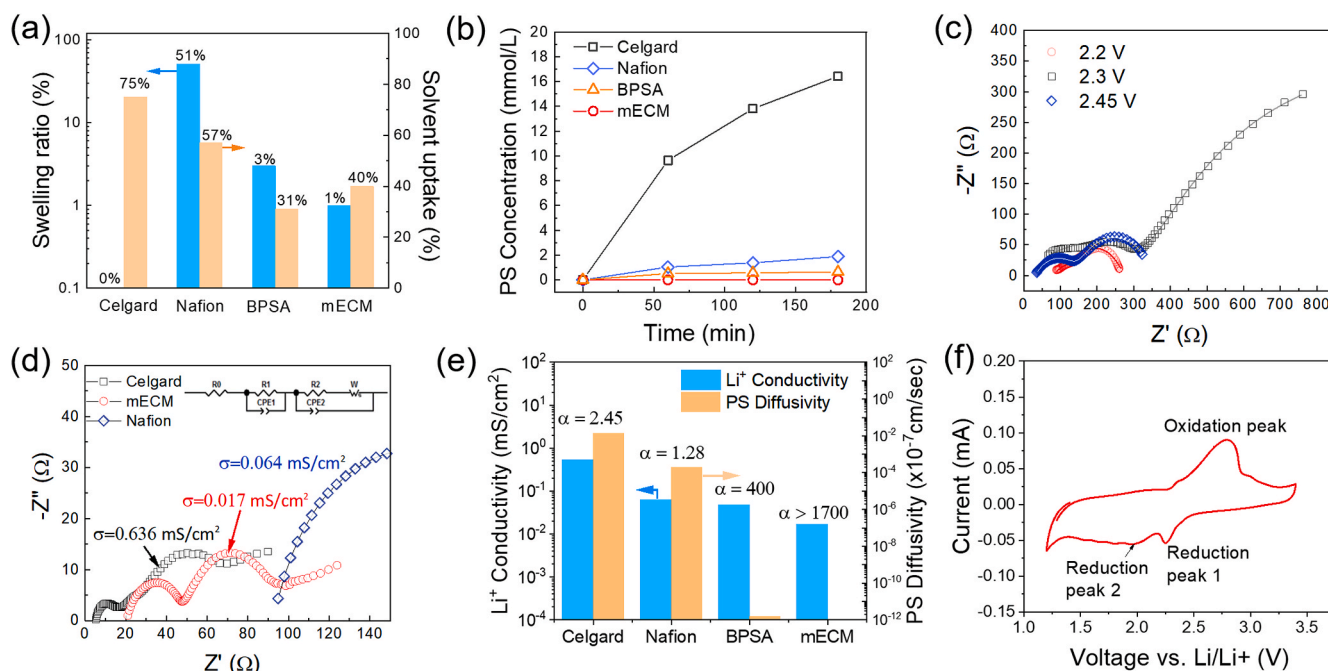 (a)
Swelling ratio (%)
100
10
1
0.1
0%
75%
51%
57%
3%
31%
1%
40%
Celgard
Nafion
BPSA
mECM
100
80
60
40
20
0
Solvent uptake (%)
(b)
PS Concentration (mmol/L)
20
18
16
14
12
10
8
6
4
2
0
Celgard
Nafion
BPSA
mECM
0
50
100
150
200
Time (min)
(c)
-Z" (Ω)
400
350
300
250
200
150
100
50
0
2.2 V
2.3 V
2.45 V
0
100
200
300
400
500
600
700
800
Z' (Ω)
(d)
-Z" (Ω)
50
40
30
20
10
0
Celgard
mECM
Nafion
R0
R1
CPE1
R2
CPE2
W
σ=0.064 mS/cm²
σ=0.017 mS/cm²
σ=0.636 mS/cm²
0
20
40
60
80
100
120
140
Z' (Ω)
(e)
Li⁺ Conductivity (mS/cm²)
10²
10¹
10⁰
10⁻¹
10⁻²
10⁻³
10⁻⁴
Li⁺ Conductivity
PS Diffusivity
α = 2.45
α = 1.28
α = 400
α > 1700
Celgard
Nafion
BPSA
mECM
10²
10⁰
10⁻²
10⁻⁴
10⁻⁶
10⁻⁸
10⁻¹⁰
10⁻¹²
PS Diffusivity (x10⁻⁷cm/sec)
(f)
Current (mA)
0.20
0.15
0.10
0.05
0.00
-0.05
-0.10
-0.15
Oxidation peak
Reduction
peak 1
Reduction
peak 2
1.0
1.5
2.0
2.5
3.0
3.5
Voltage vs. Li/Li+ (V)